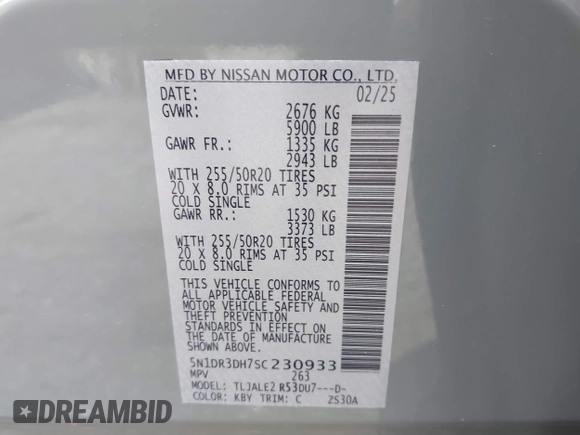 MFD BY NISSAN MOTOR CO., LTD.
DATE: 02/25
GVWR: 2676 KG
5900 LB
GAWR FR.: 1335 KG
2943 LB
WITH 255/50R20 TIRES
20 X 8.0 RIMS AT 35 PSI
COLD SINGLE
GAWR RR.: 1530 KG
3373 LB
WITH 255/50R20 TIRES
20 X 8.0 RIMS AT 35 PSI
COLD SINGLE
THIS VEHICLE CONFORMS TO
ALL APPLICABLE FEDERAL
MOTOR VEHICLE SAFETY AND
THEFT PREVENTION
STANDARDS IN EFFECT ON
THE DATE OF MANUFACTURE
SHOWN ABOVE.
5N1DR3DH7SC230933
MPV 263
MODEL: TLJALE2 R53DU7---D-
COLOR: KBY TRIM: C 2S30A
DREAMBID